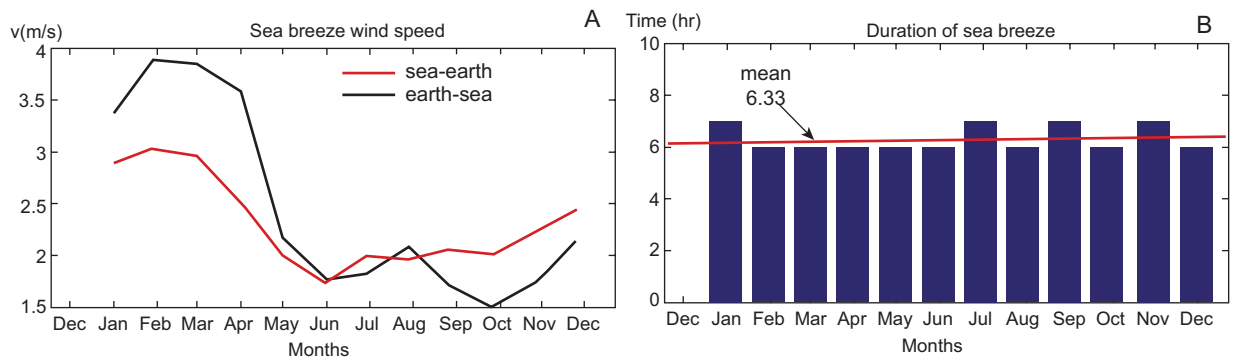 A
v(m/s)
Sea breeze wind speed
4
3.5
3
2.5
2
1.5
sea-earth
earth-sea
Dec Jan Feb Mar Apr May Jun Jul Aug Sep Oct Nov Dec
Months
B
Time (hr)
Duration of sea breeze
10
8
6
4
2
0
mean
6.33
Dec Jan Feb Mar Apr May Jun Jul Aug Sep Oct Nov Dec
Months